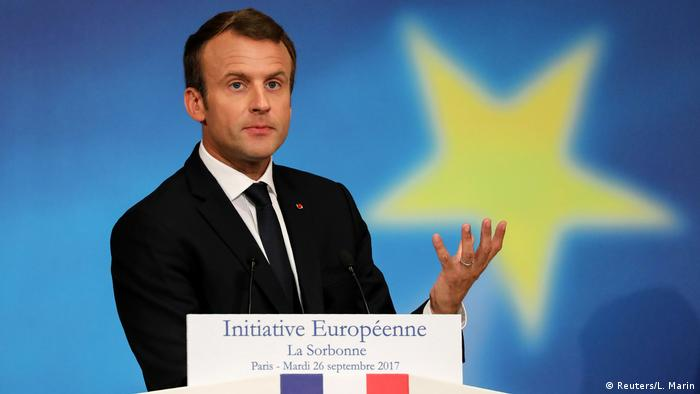 Initiative Européenne
La Sorbonne
Paris - Mardi 26 septembre 2017
@Reuters/L. Marin